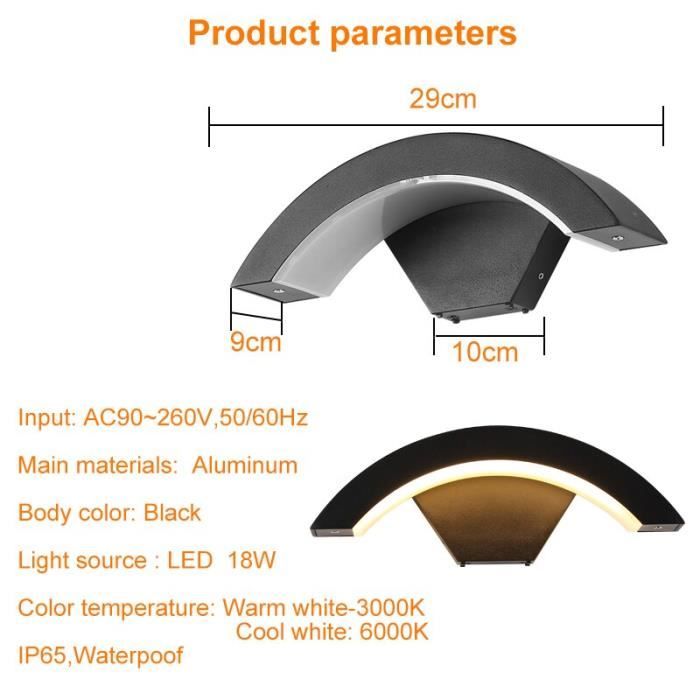 Product parameters
29cm
9cm
10cm
Input: AC90~260V,50/60Hz
Main materials: Aluminum
Body color: Black
Light source : LED 18W
Color temperature: Warm white-3000K
Cool white: 6000K
IP65,Waterpoof